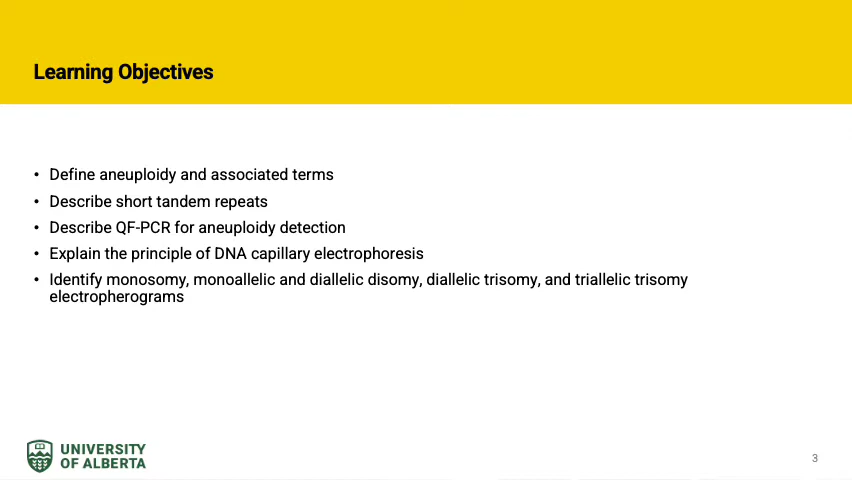 Learning Objectives
• Define aneuploidy and associated terms
• Describe short tandem repeats
• Describe QF-PCR for aneuploidy detection
• Explain the principle of DNA capillary electrophoresis
• Identify monosomy, monoallelic and diallelic disomy, diallelic trisomy, and triallelic trisomy
electropherograms
UNIVERSITY
OF ALBERTA
3